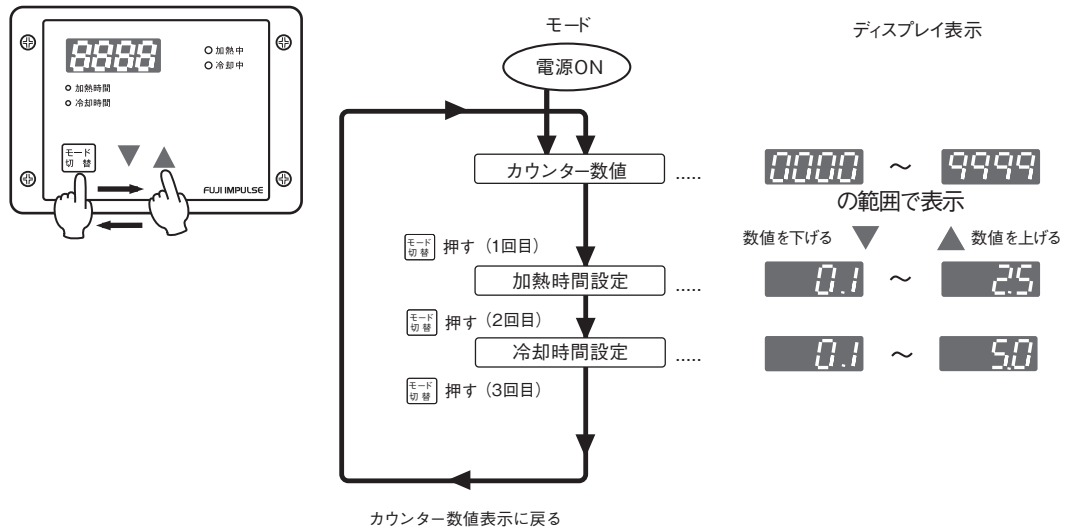 8888
加熱中
冷却中
加熱時間
冷却時間
モード
切 替
FUJI IMPULSE
モード
電源ON
ディスプレイ表示
カウンター数値
.....
0000 ～ 9999
の範囲で表示
モード
切 替
押す（1回目）
数値を下げる ▼ ▲ 数値を上げる
加熱時間設定
.....
0.1 ～ 2.5
モード
切 替
押す（2回目）
冷却時間設定
.....
0.1 ～ 5.0
モード
切 替
押す（3回目）
カウンター数値表示に戻る